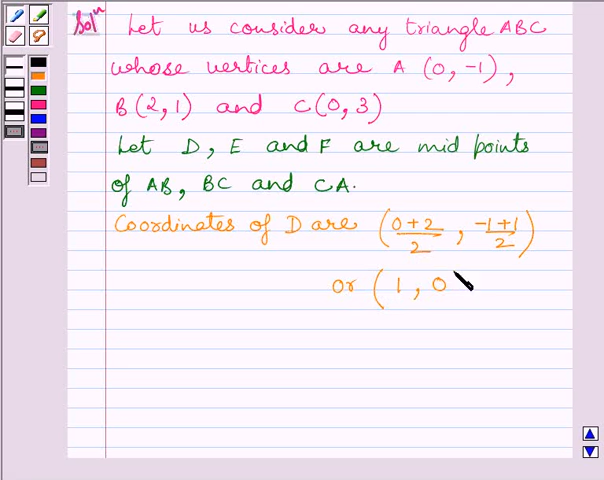 Solⁿ Let us consider any triangle ABC
whose vertices are A (0, -1),
B(2, 1) and C(0, 3)
Let D, E and F are mid points
of AB, BC and CA.
Coordinates of D are (0+2/2, -1+1/2)
or (1, 0